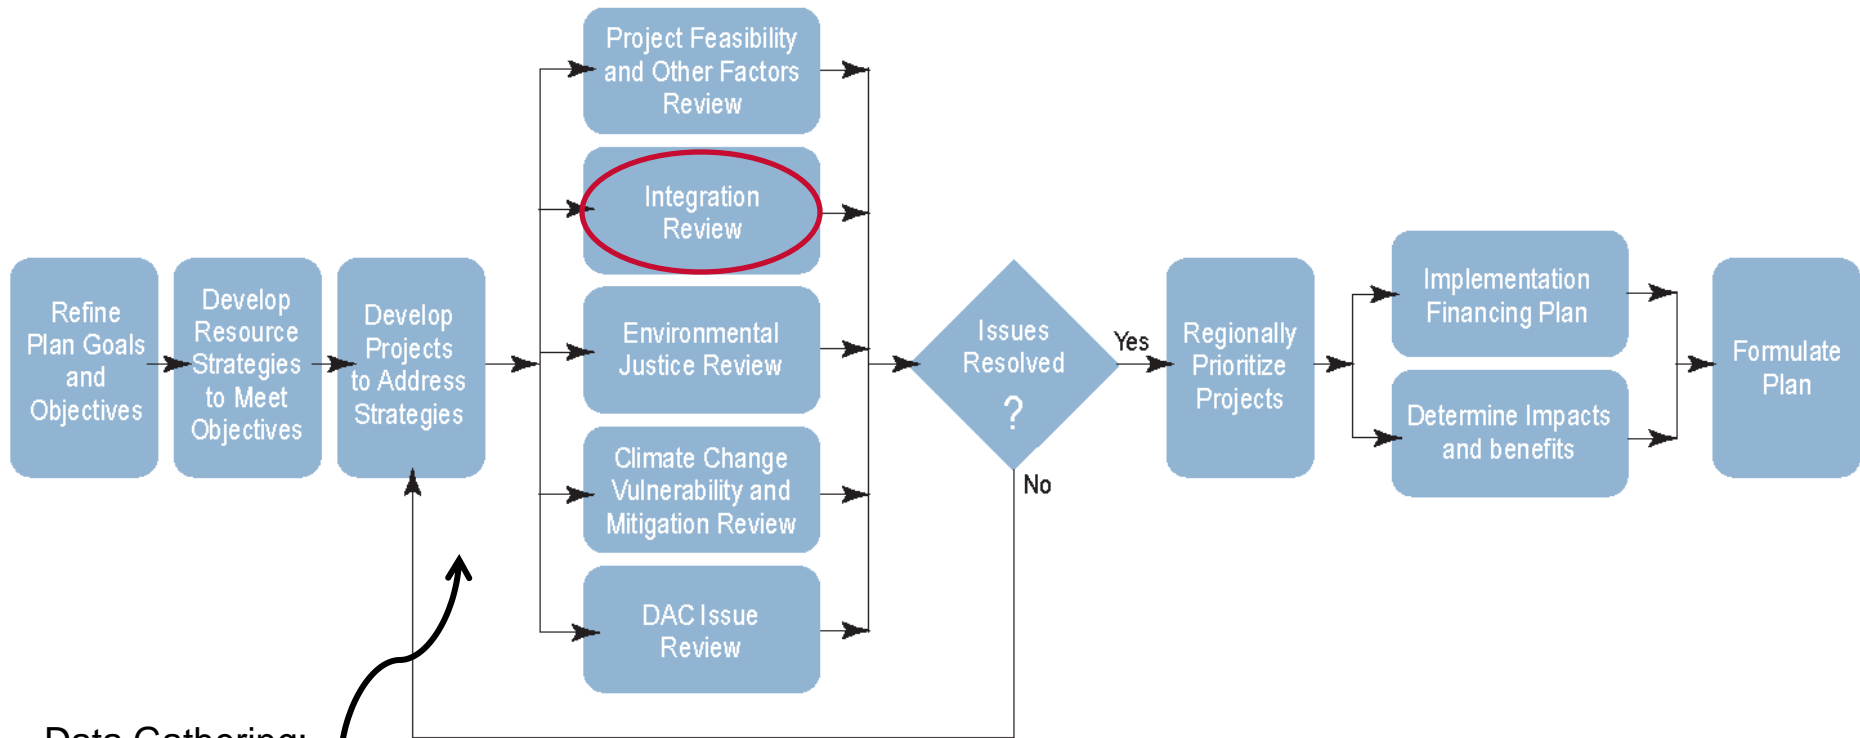 Refine
Plan Goals
and
Objectives
Develop
Resource
Strategies
to Meet
Objectives
Develop
Projects
to Address
Strategies
Project Feasibility
and Other Factors
Review
Integration
Review
Environmental
Justice Review
Climate Change
Vulnerability and
Mitigation Review
DAC Issue
Review
Issues
Resolved
?
Yes
No
Regionally
Prioritize
Projects
Implementation
Financing Plan
Determine Impacts
and benefits
Formulate
Plan
Data Gathering: